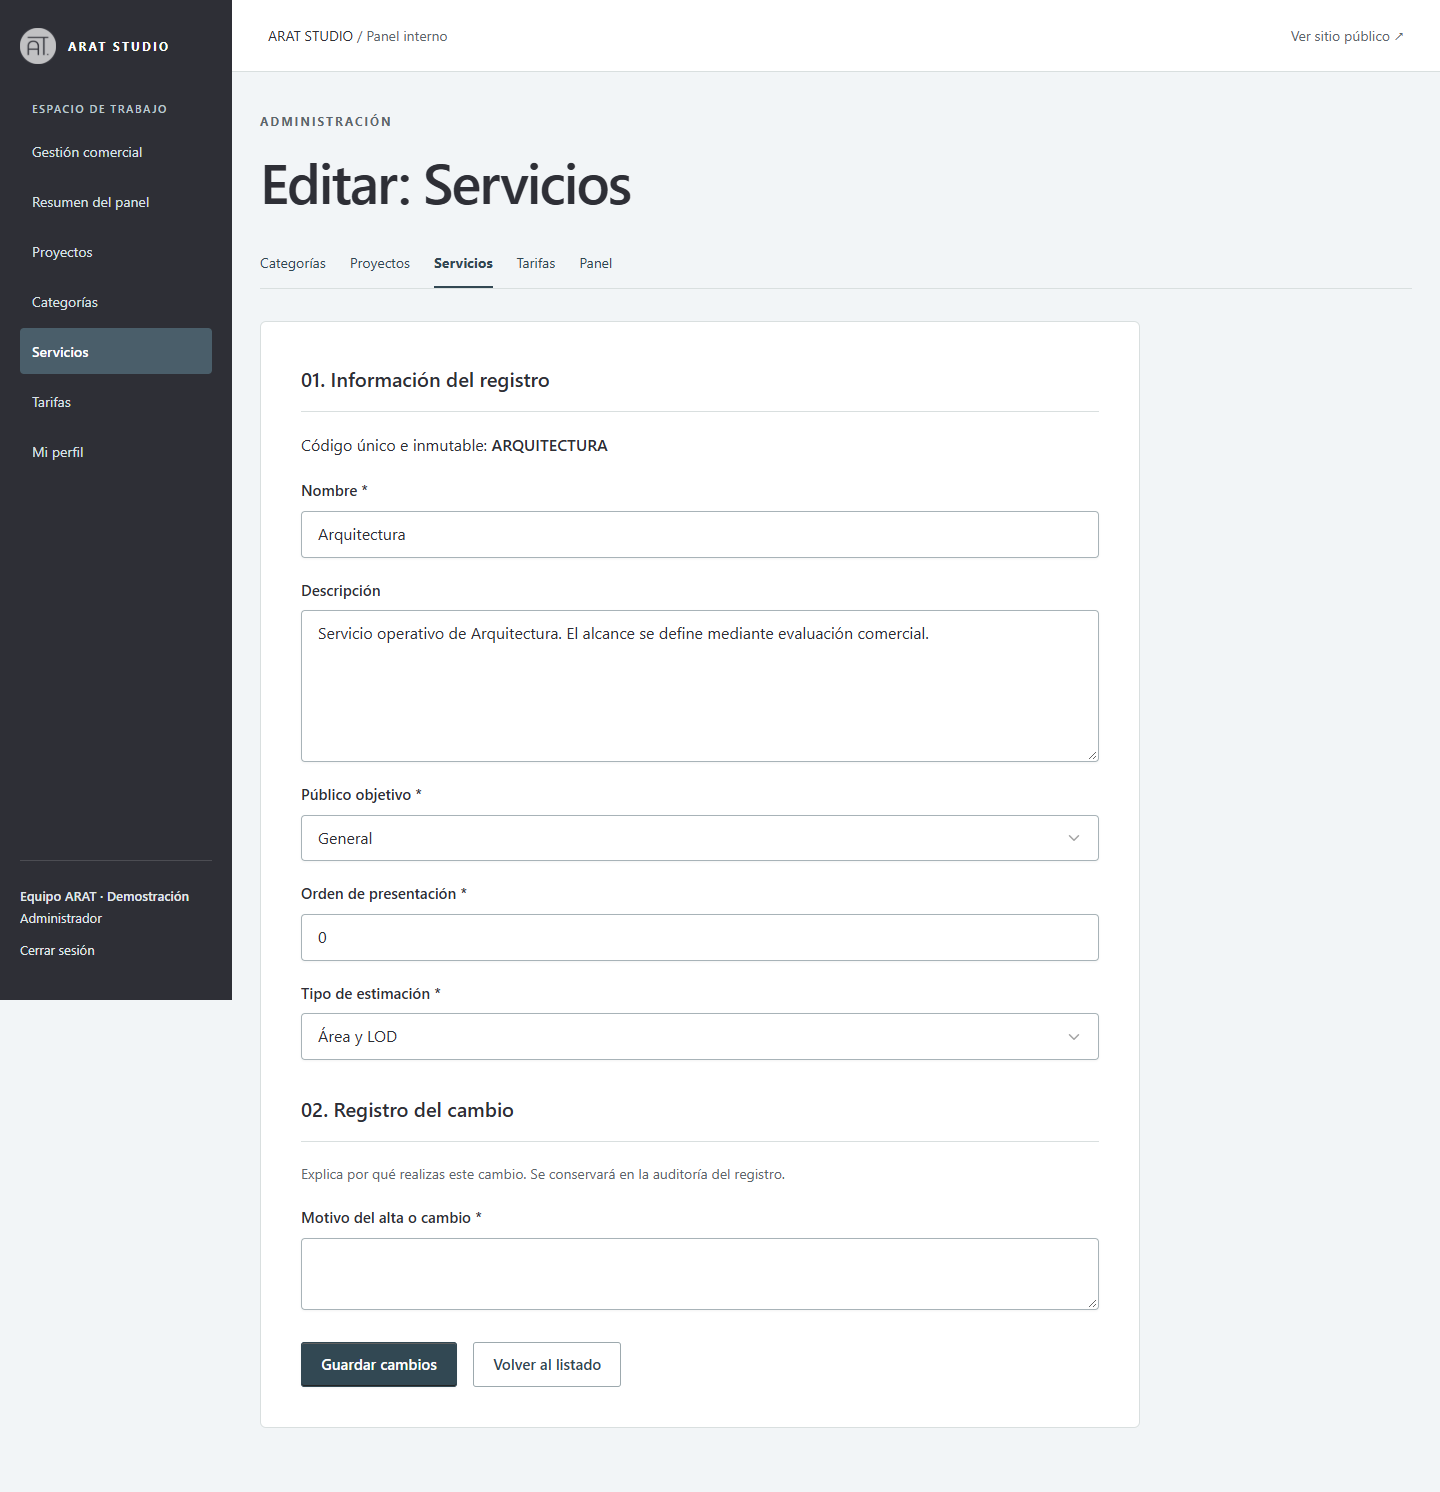 AT.
ARAT STUDIO
ESPACIO DE TRABAJO
Gestión comercial
Resumen del panel
Proyectos
Categorías
Servicios
Tarifas
Mi perfil
Equipo ARAT · Demostración
Administrador
Cerrar sesión
ARAT STUDIO / Panel interno
Ver sitio público ↗
ADMINISTRACIÓN
Editar: Servicios
Categorías Proyectos Servicios Tarifas Panel
01. Información del registro
Código único e inmutable: ARQUITECTURA
Nombre *
Arquitectura
Descripción
Servicio operativo de Arquitectura. El alcance se define mediante evaluación comercial.
Público objetivo *
General
Orden de presentación *
0
Tipo de estimación *
Área y LOD
02. Registro del cambio
Explica por qué realizas este cambio. Se conservará en la auditoría del registro.
Motivo del alta o cambio *
Guardar cambios Volver al listado